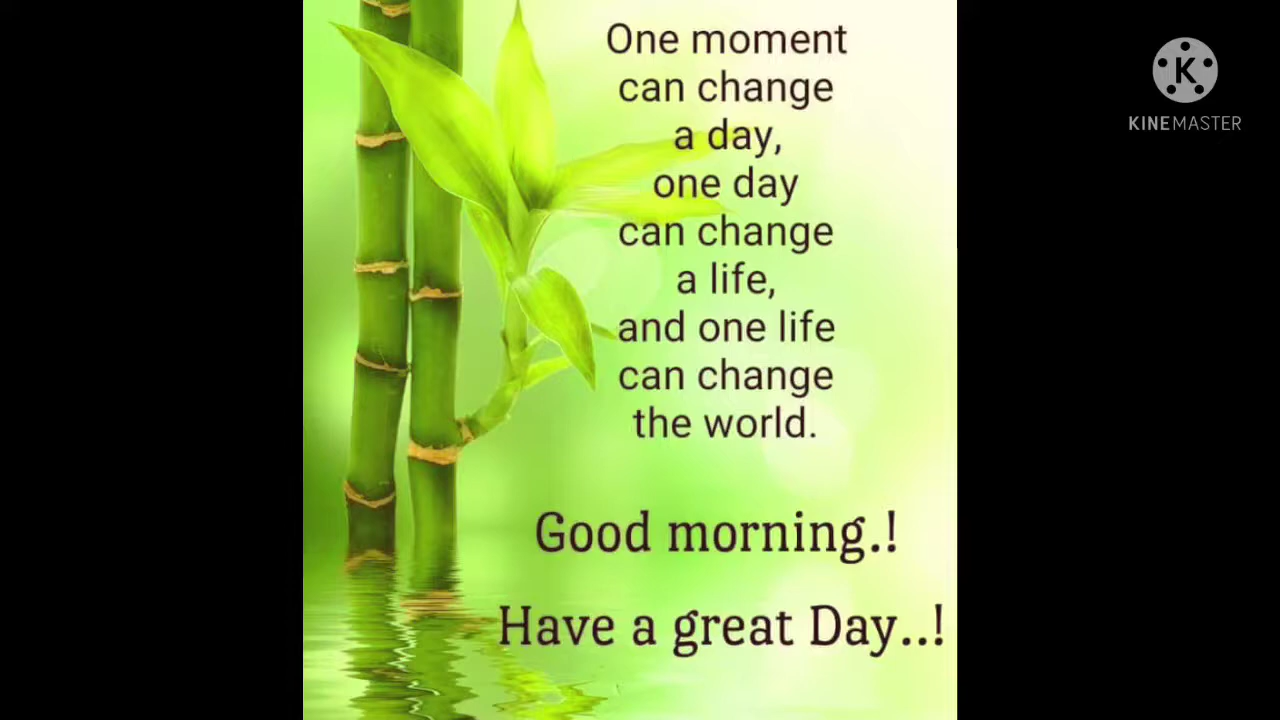 One moment
can change
a day,
one day
can change
a life,
and one life
can change
the world.
Good morning.!
Have a great Day..!
K
KINEMASTER